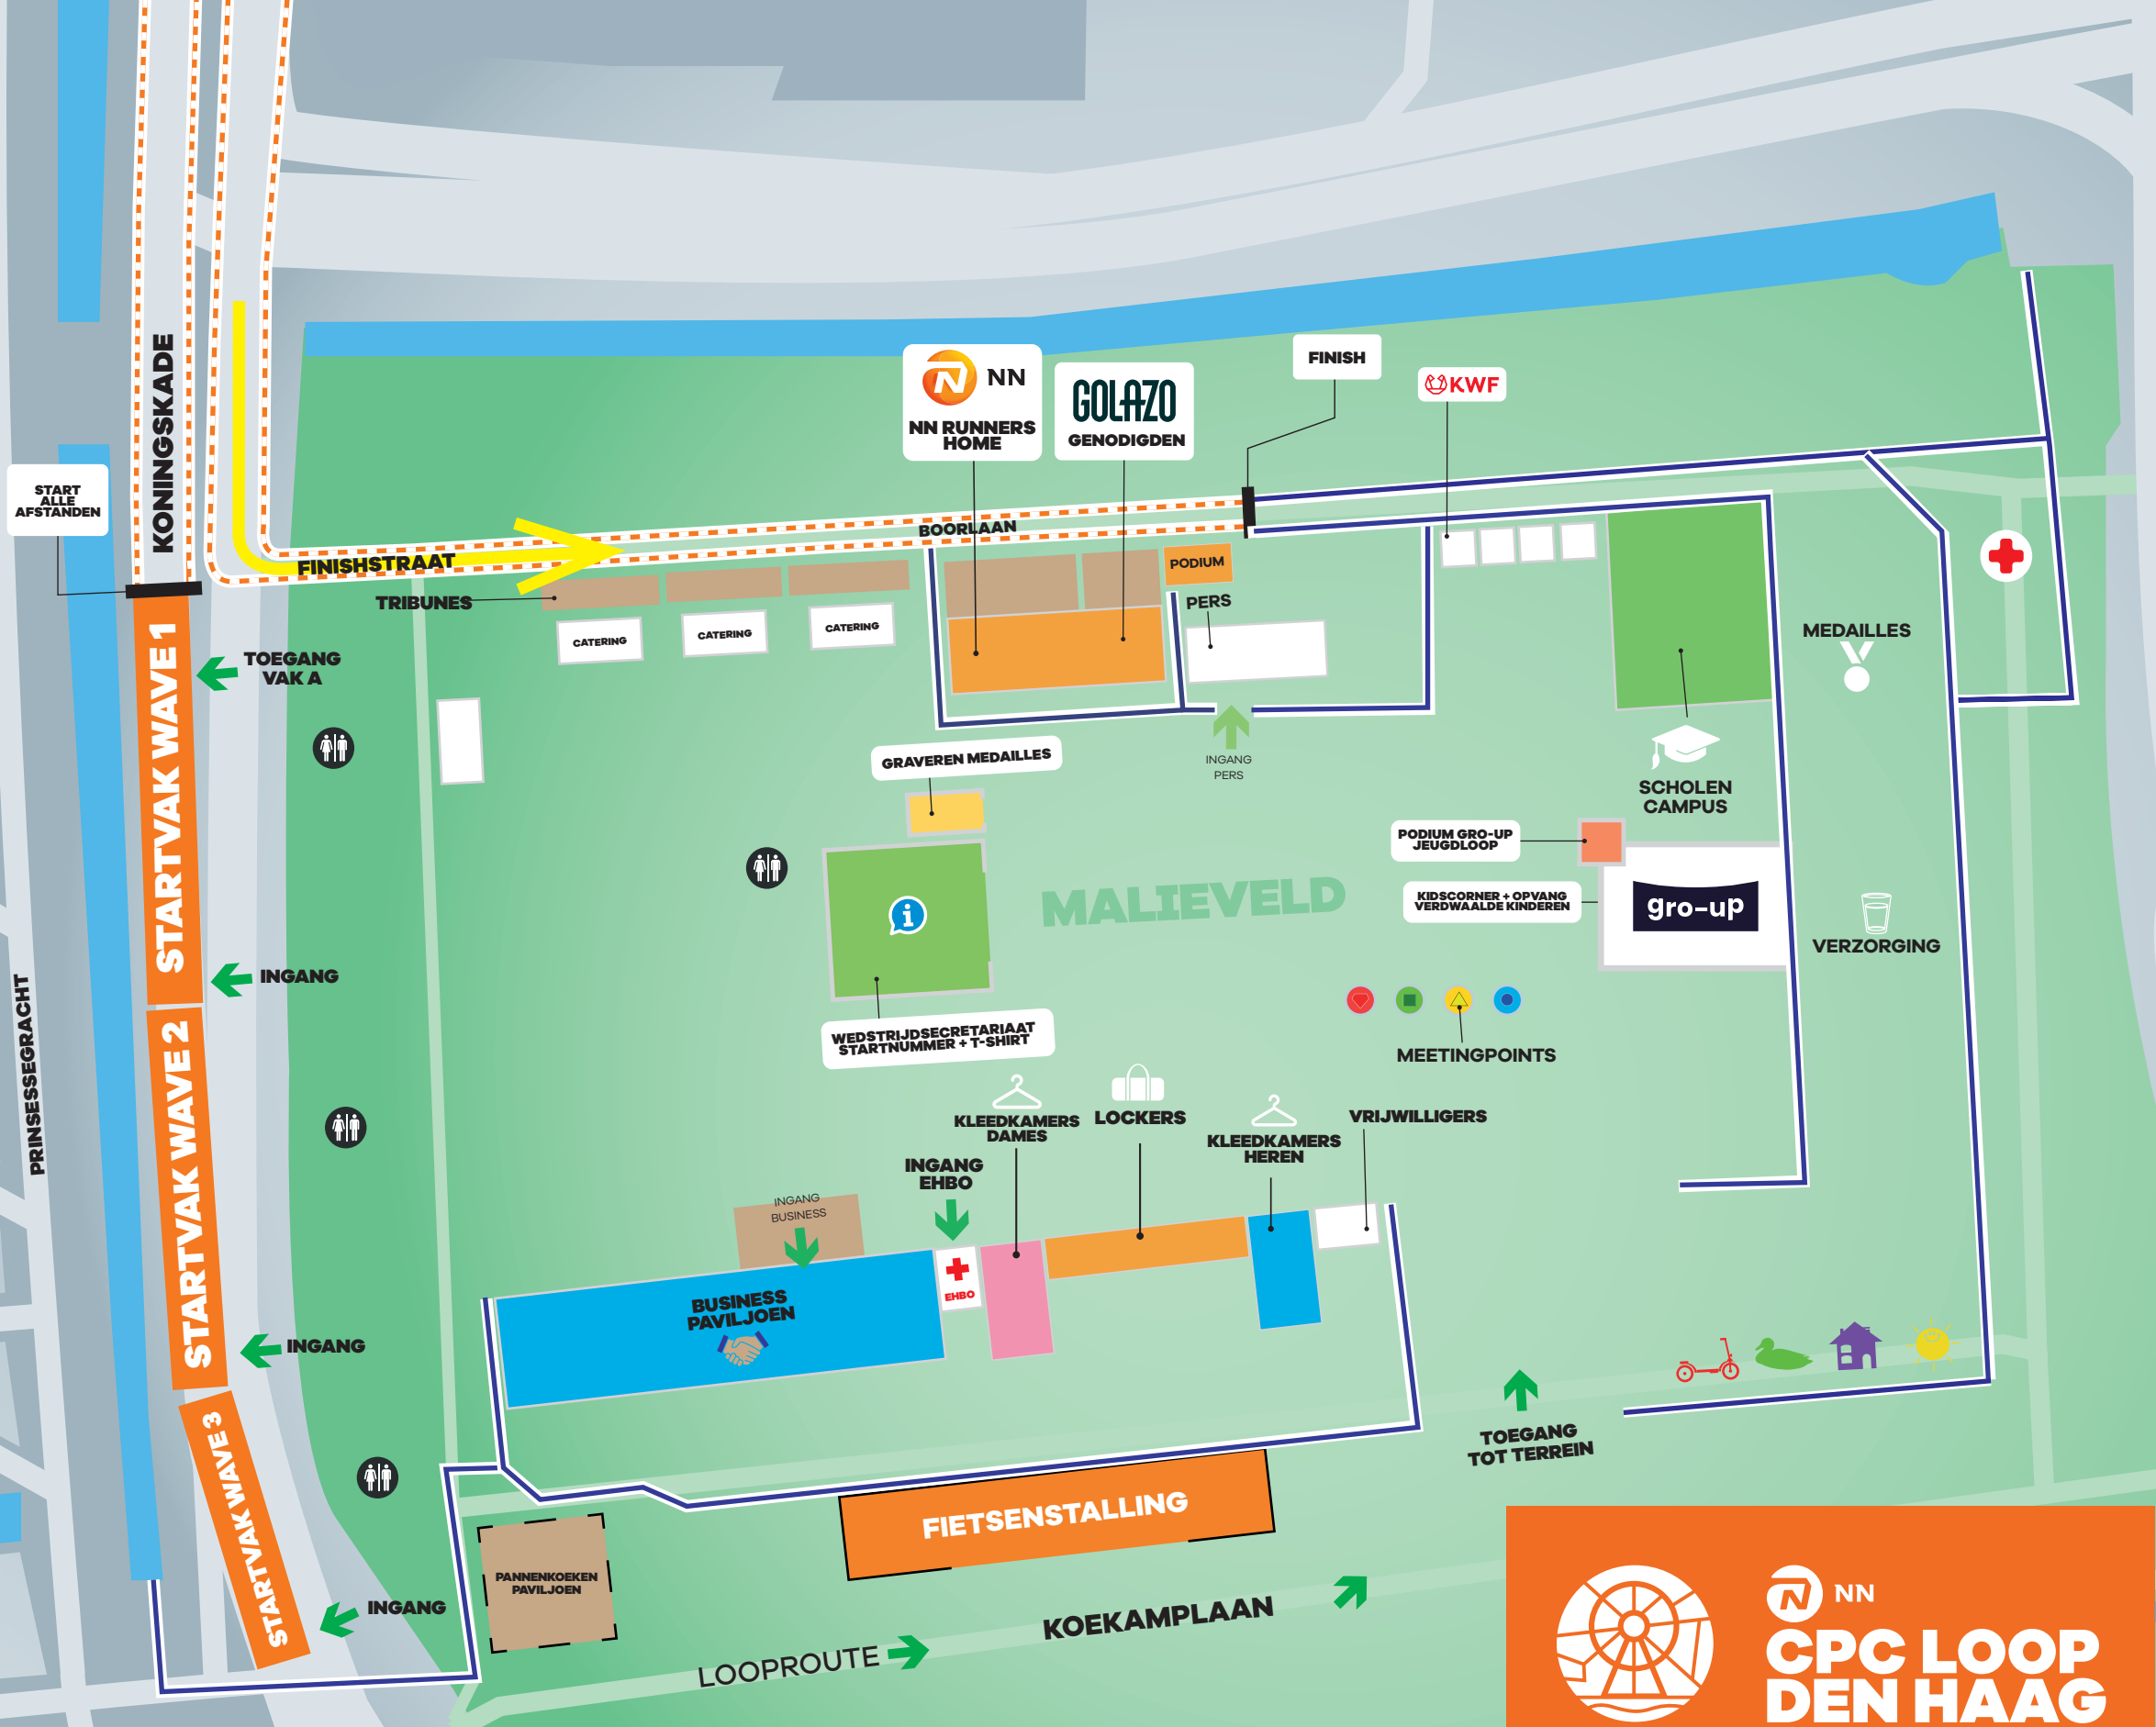 NN
NN RUNNERS
HOME
GOLAZO
GENODIGDEN
FINISH
KWF
KONINGSKADE
START
ALLE
AFSTANDEN
BOORLAAN
FINISHSTRAAT
PODIUM
TRIBUNES
PERS
CATERING
CATERING
CATERING
MEDAILLES
TOEGANG
VAK A
STARTVAK WAVE 1
GRAVEREN MEDAILLES
INGANG
PERS
SCHOLEN
CAMPUS
PODIUM GRO-UP
JEUGDLOOP
MALIEVELD
KIDSCORNER + OPVANG
VERDWAALDE KINDEREN
gro-up
VERZORGING
INGANG
PRINSESSEGRACHT
WEDSTRIJDSECRETARIAAT
STARTNUMMER + T-SHIRT
MEETINGPOINTS
STARTVAK WAVE 2
KLEEDKAMERS
DAMES
LOCKERS
KLEEDKAMERS
HEREN
VRIJWILLIGERS
INGANG
EHBO
INGANG
BUSINESS
EHBO
BUSINESS
PAVILJOEN
INGANG
TOEGANG
TOT TERREIN
STARTVAK WAVE 3
FIETSENSTALLING
PANNENKOEKEN
PAVILJOEN
INGANG
KOEKAMPLAAN
LOOPROUTE
NN
CPC LOOP
DEN HAAG